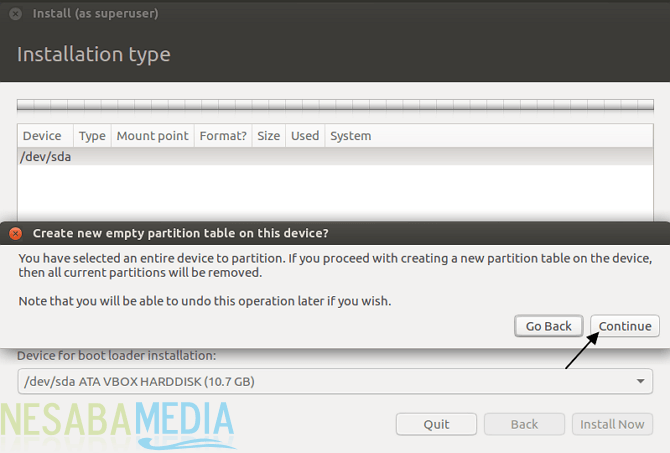 Install (as superuser)
Installation type
Device Type Mount point Format? Size Used System
/dev/sda
Create new empty partition table on this device?
You have selected an entire device to partition. If you proceed with creating a new partition table on the device,
then all current partitions will be removed.
Note that you will be able to undo this operation later if you wish.
Go Back Continue
Device for boot loader installation:
/dev/sda ATA VBOX HARDDISK (10.7 GB)
NESABAMEDIA
Quit Back Install Now